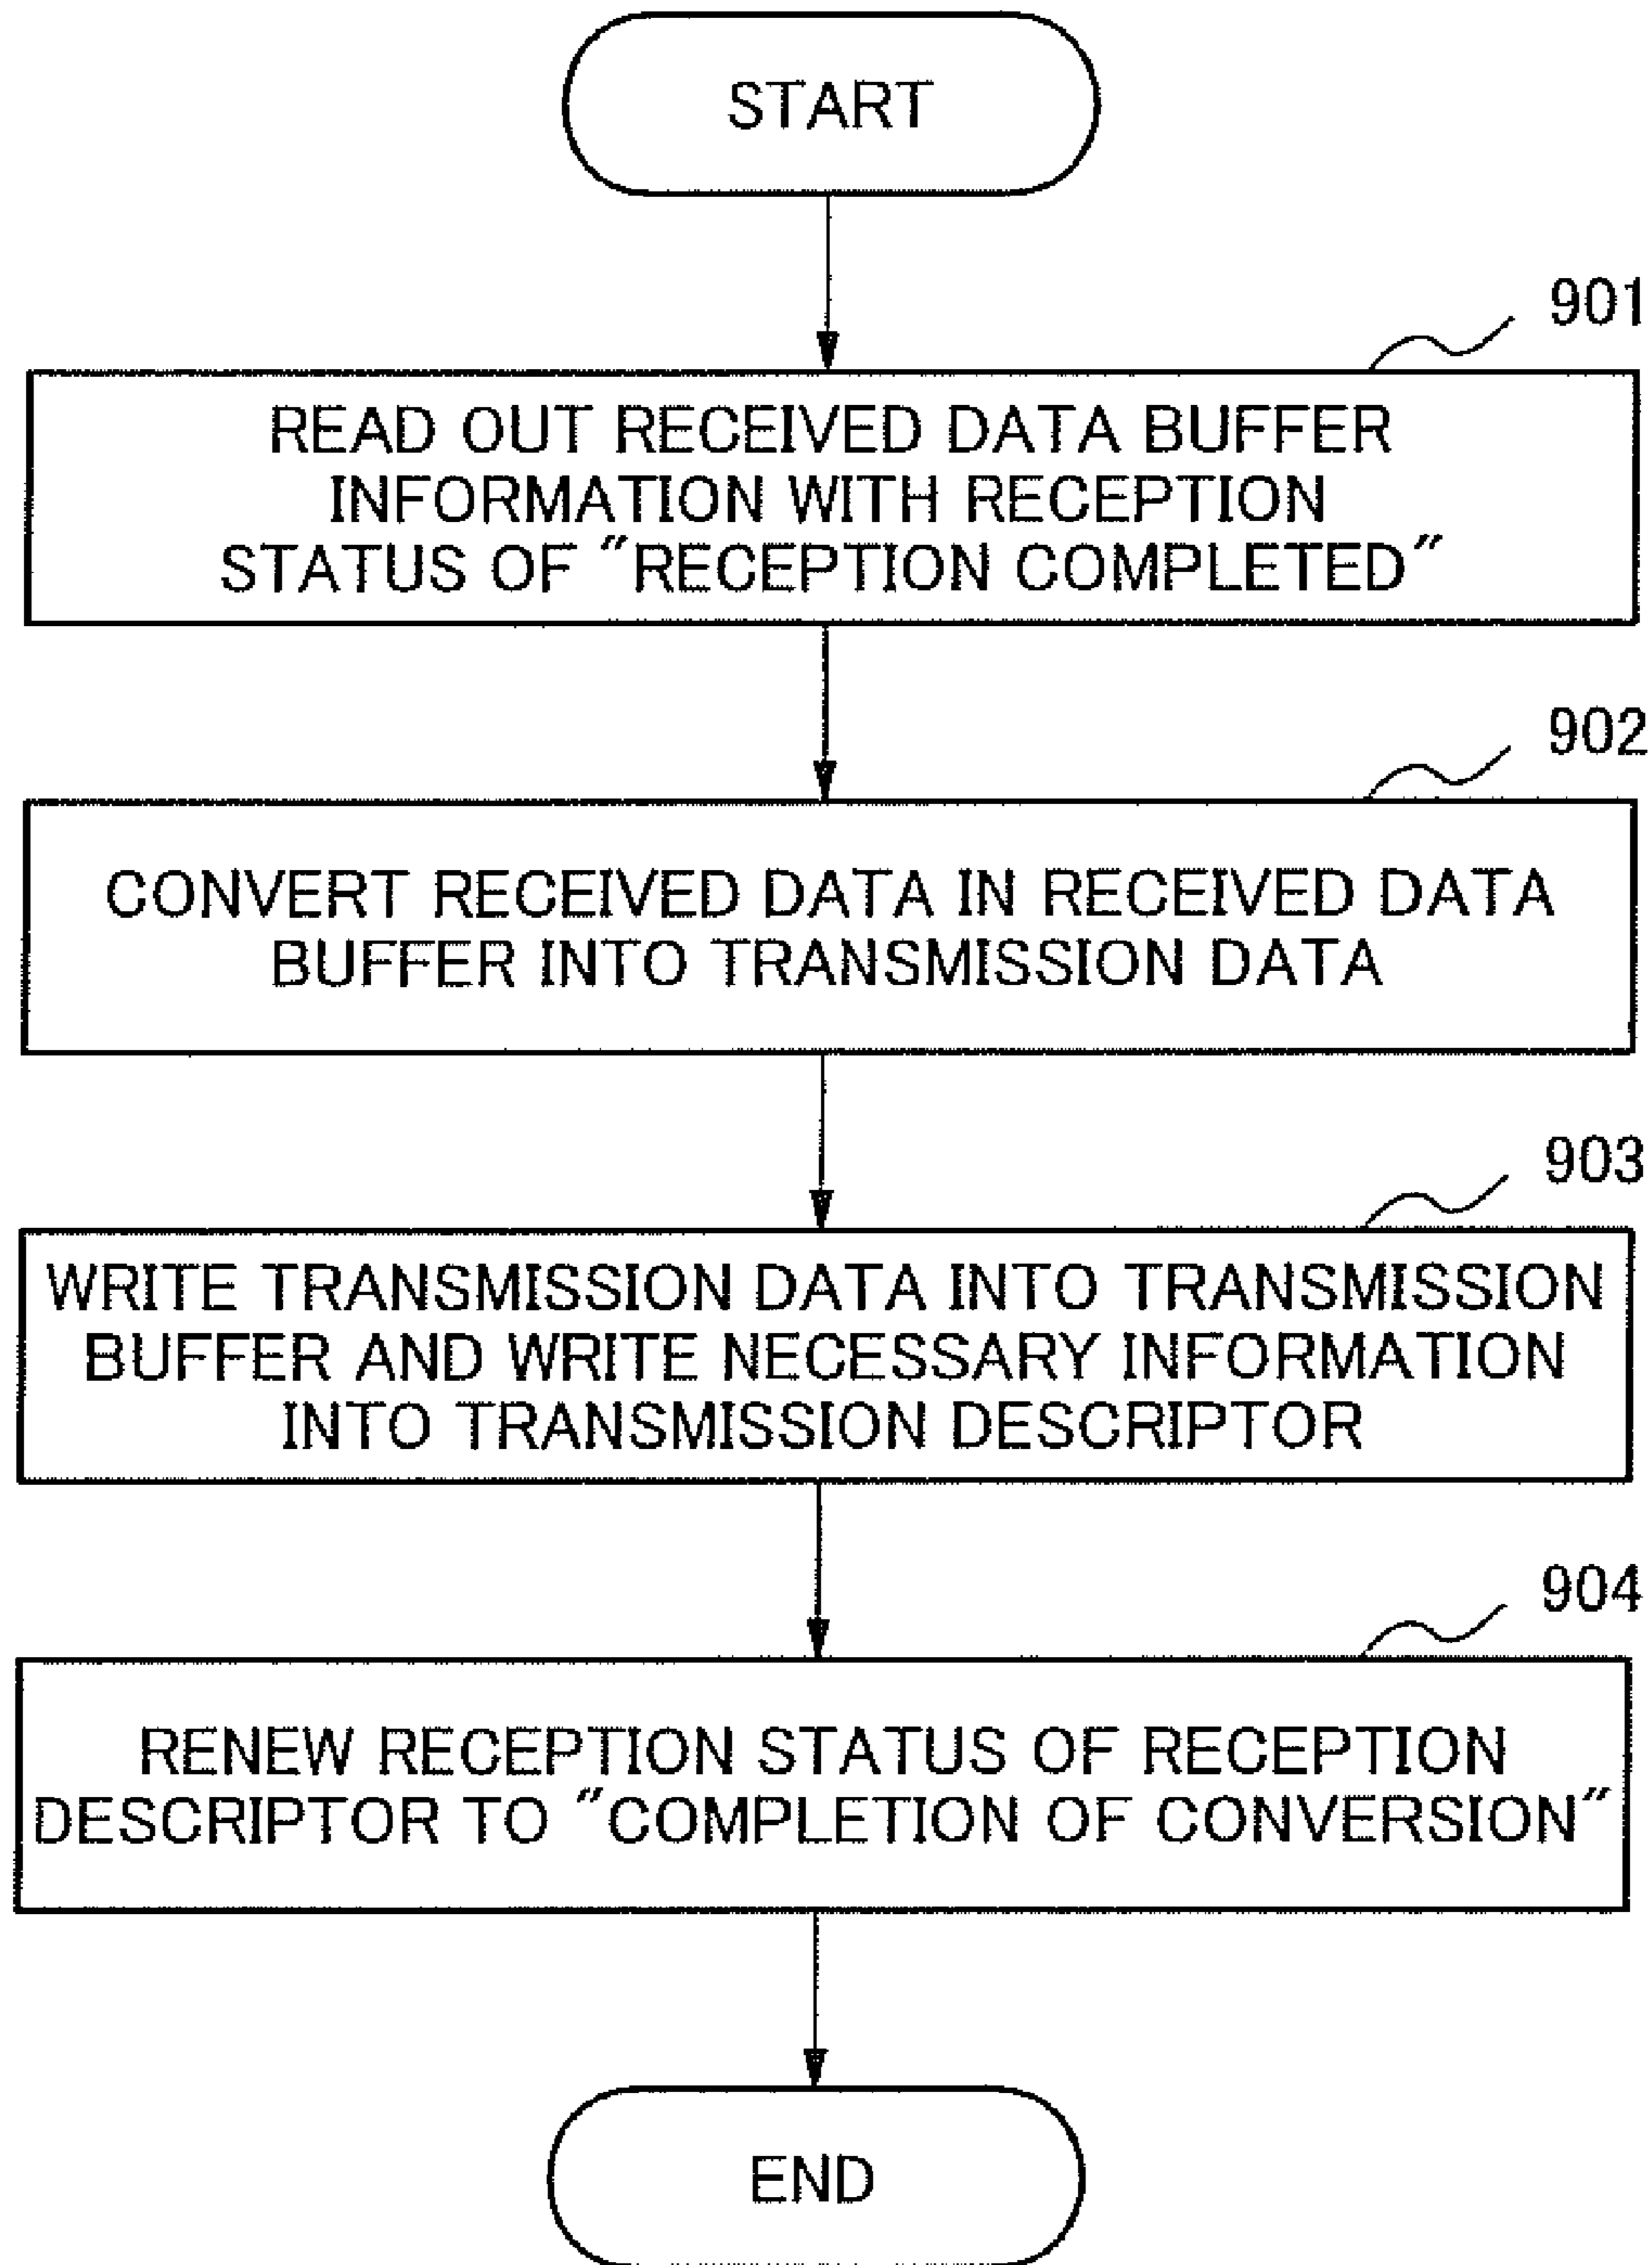 START
901
READ OUT RECEIVED DATA BUFFER
INFORMATION WITH RECEPTION
STATUS OF "RECEPTION COMPLETED"
902
CONVERT RECEIVED DATA IN RECEIVED DATA
BUFFER INTO TRANSMISSION DATA
903
WRITE TRANSMISSION DATA INTO TRANSMISSION
BUFFER AND WRITE NECESSARY INFORMATION
INTO TRANSMISSION DESCRIPTOR
904
RENEW RECEPTION STATUS OF RECEPTION
DESCRIPTOR TO "COMPLETION OF CONVERSION"
END